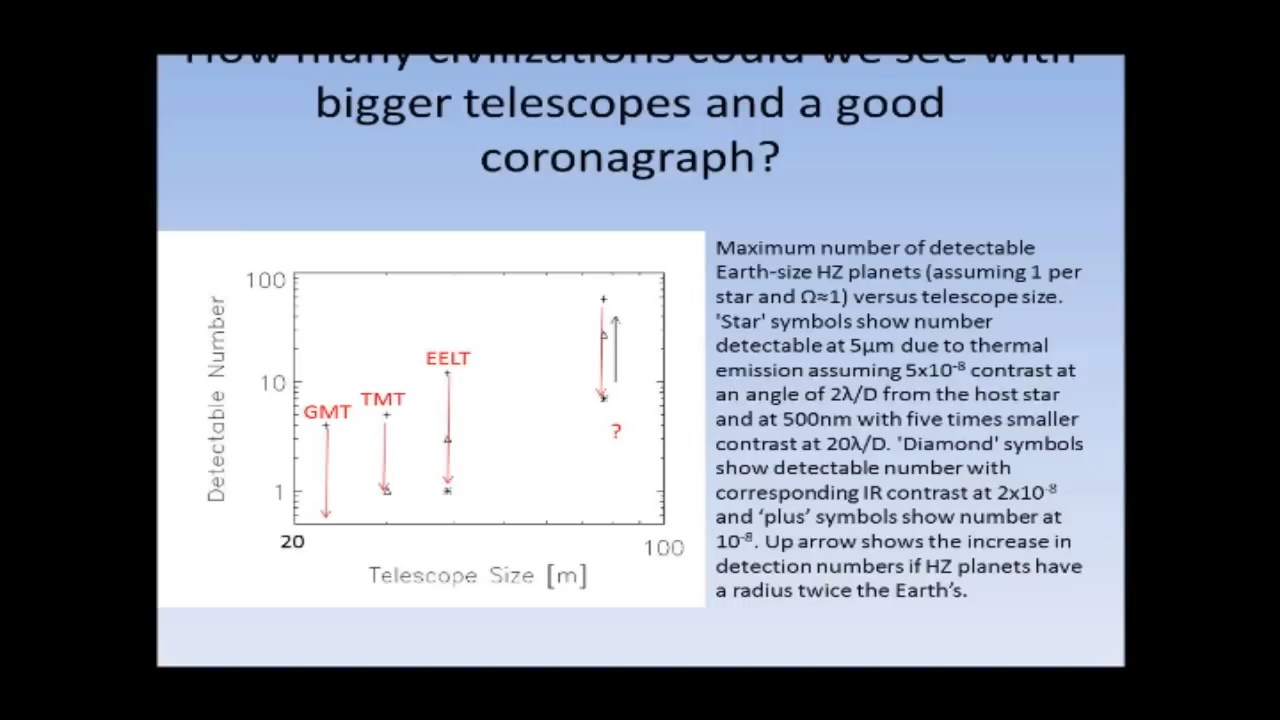 How many civilizations could we see with
bigger telescopes and a good
coronagraph?
100
10
1
Detectable Number
GMT
TMT
EELT
?
20
100
Telescope Size [m]
Maximum number of detectable
Earth-size HZ planets (assuming 1 per
star and Ω≈1) versus telescope size.
'Star' symbols show number
detectable at 5μm due to thermal
emission assuming 5x10⁻⁸ contrast at
an angle of 2λ/D from the host star
and at 500nm with five times smaller
contrast at 20λ/D. 'Diamond' symbols
show detectable number with
corresponding IR contrast at 2x10⁻⁸
and ‘plus’ symbols show number at
10⁻⁸. Up arrow shows the increase in
detection numbers if HZ planets have
a radius twice the Earth’s.